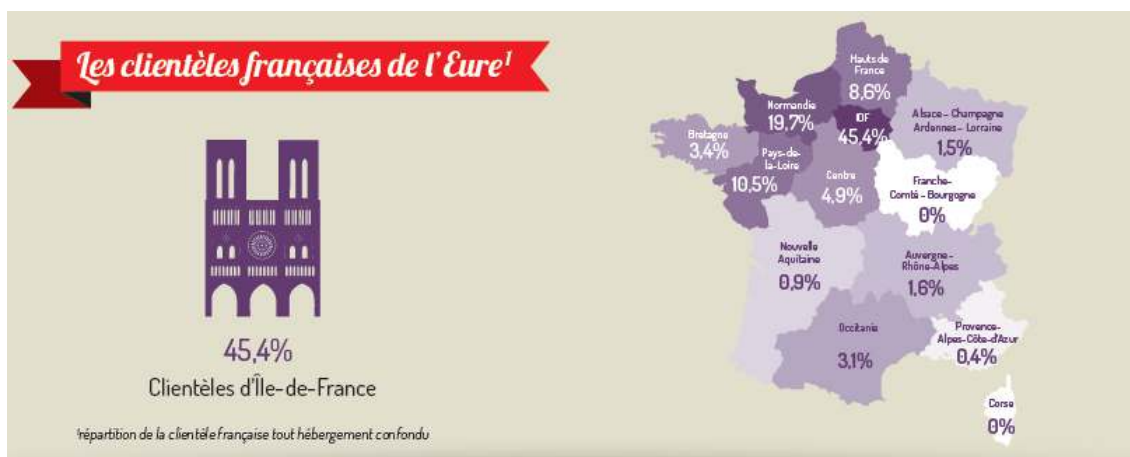 Les clientèles françaises de l'Eure¹
45,4%
Clientèles d'Île-de-France
¹répartition de la clientèle française tout hébergement confondu
Hauts de
France
8,6%
Normandie
19,7%
IDF
45,4%
Alsace - Champagne
Ardennes - Lorraine
1,5%
Bretagne
3,4%
Pays-de-
la-Loire
10,5%
Centre
4,9%
Franche-
Comté - Bourgogne
0%
Nouvelle
Aquitaine
0,9%
Auvergne -
Rhône-Alpes
1,6%
Occitanie
3,1%
Provence-
Alpes-Côte-d'Azur
0,4%
Corse
0%